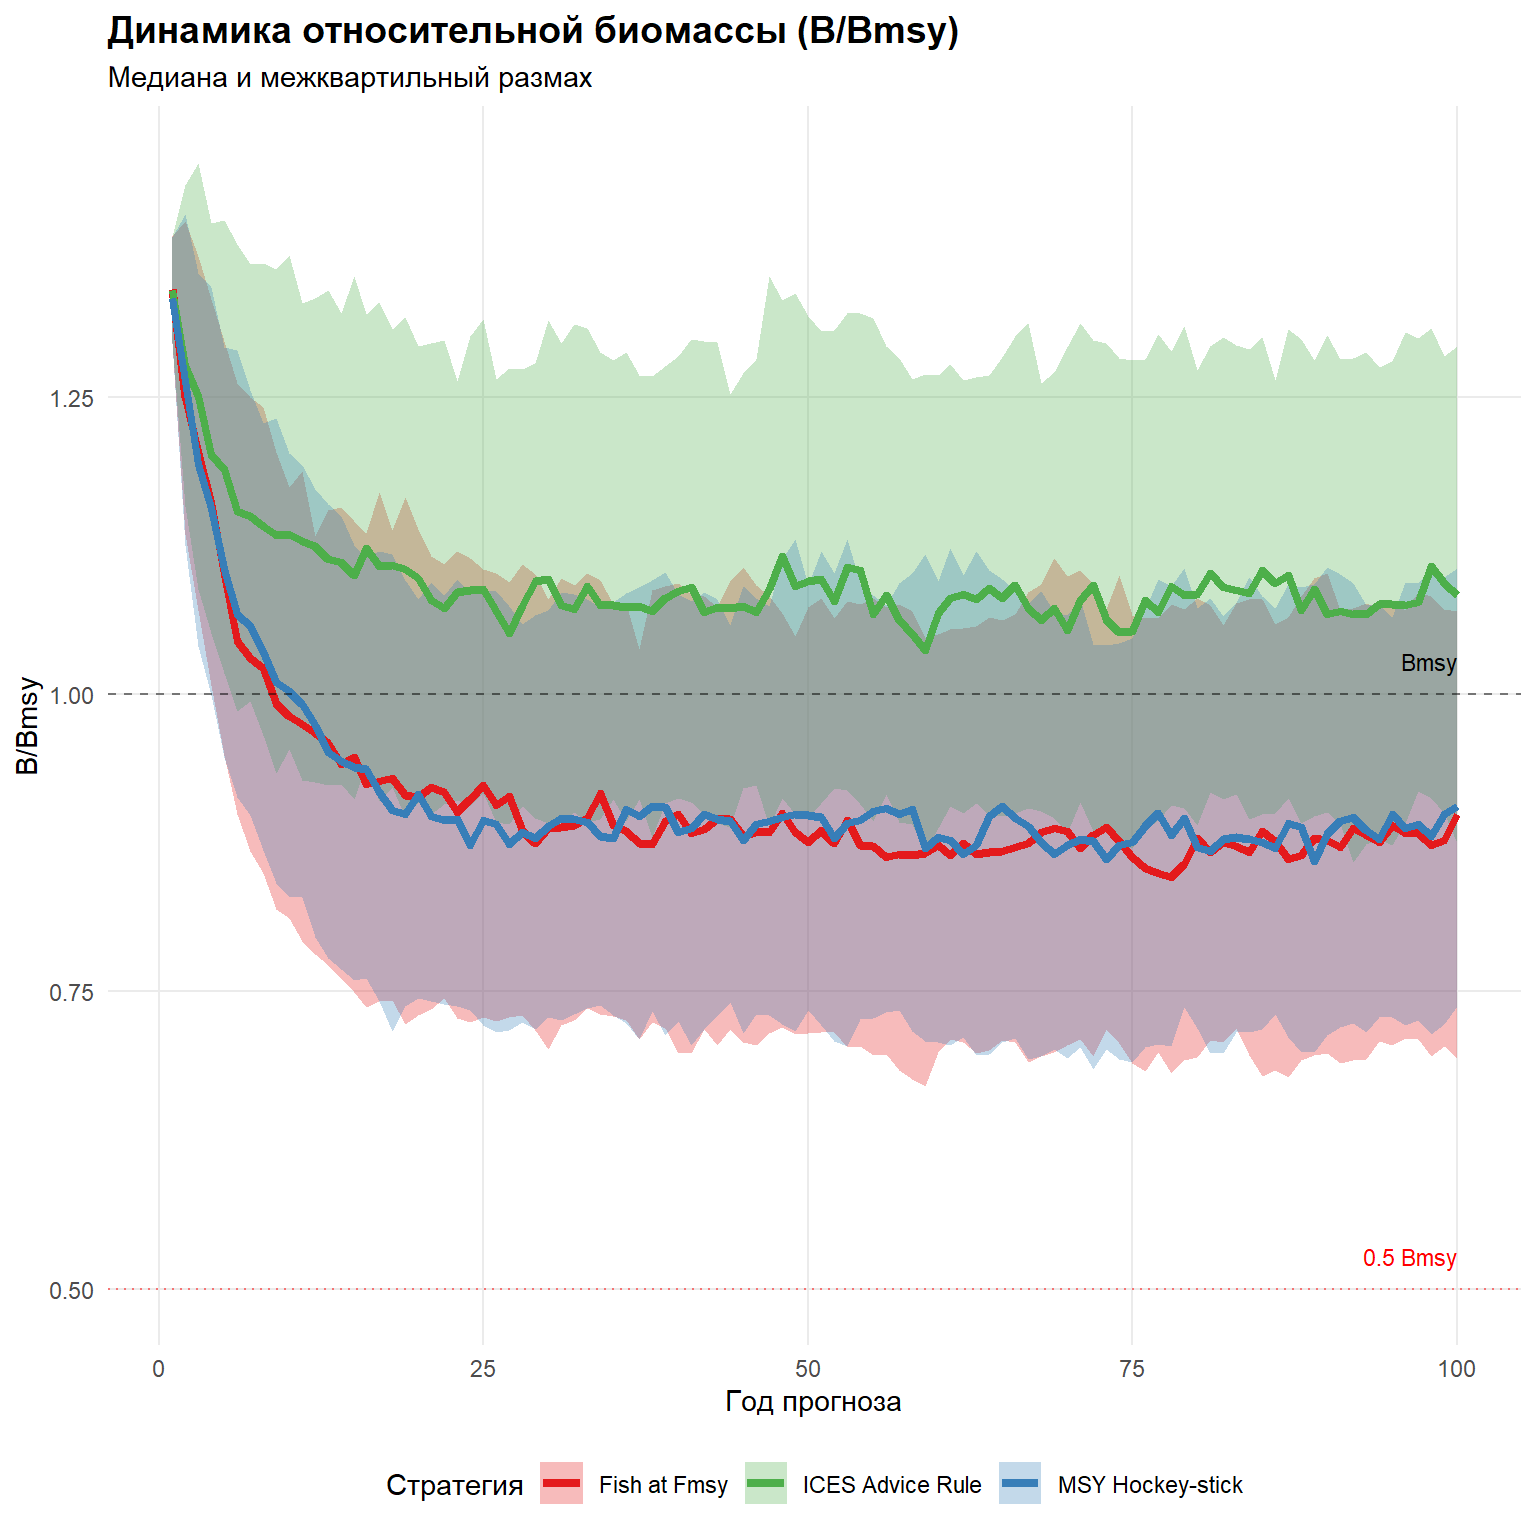 Динамика относительной биомассы (B/Bmsy)
Медиана и межквартильный размах
B/Bmsy
1.25
1.00
0.75
0.50
Bmsy
0.5 Bmsy
0 25 50 75 100
Год прогноза
Стратегия Fish at Fmsy ICES Advice Rule MSY Hockey-stick